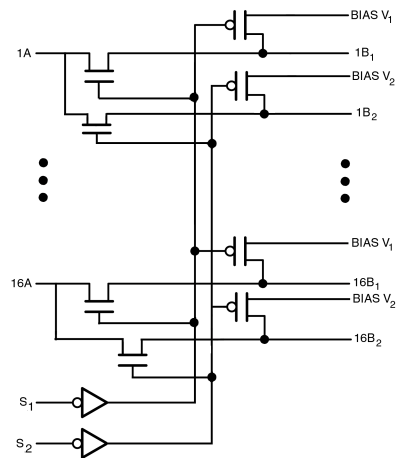 BIAS V1
1A
1B1
BIAS V2
1B2
BIAS V1
16A
16B1
BIAS V2
16B2
S1
S2